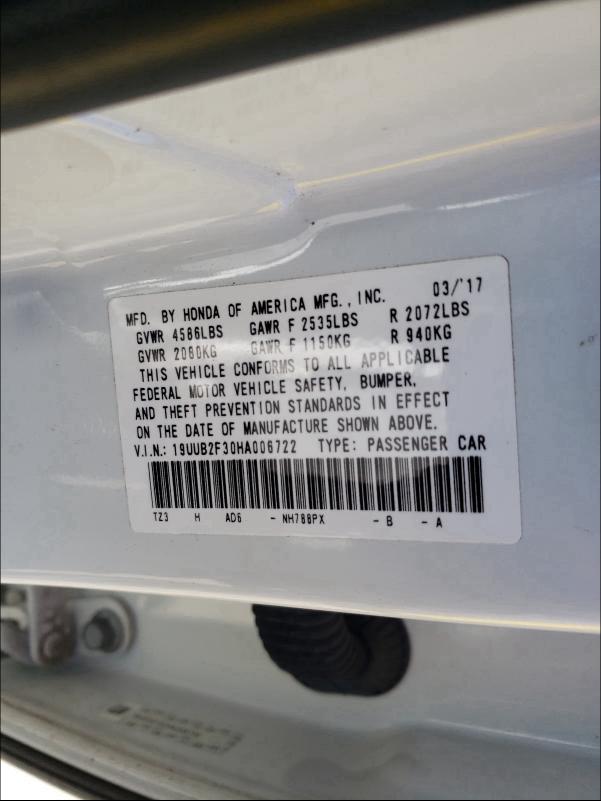 MFD. BY HONDA OF AMERICA MFG., INC. 03/'17
GVWR 4586LBS GAWR F 2535LBS R 2072LBS
GVWR 2080KG GAWR F 1150KG R 940KG
THIS VEHICLE CONFORMS TO ALL APPLICABLE
FEDERAL MOTOR VEHICLE SAFETY, BUMPER,
AND THEFT PREVENTION STANDARDS IN EFFECT
ON THE DATE OF MANUFACTURE SHOWN ABOVE.
V.I.N.: 19UUB2F30HA006722 TYPE: PASSENGER CAR
TZ3 H AD6 - NH788PX - B - A